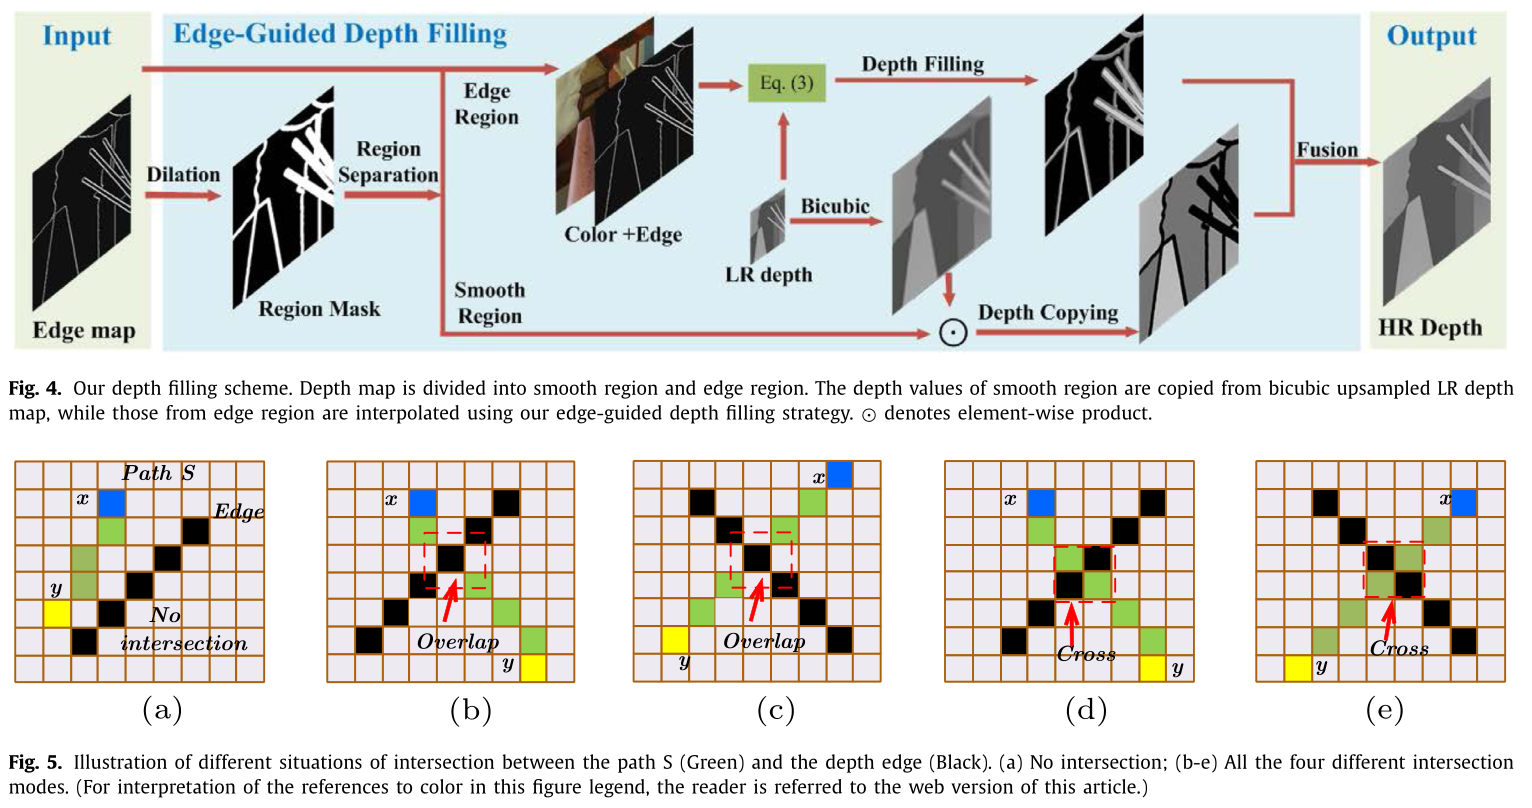 Input
Edge-Guided Depth Filling
Output
Edge
Region
Depth Filling
Eq. (3)
Dilation
Region
Separation
Fusion
Bicubic
Color +Edge
LR depth
Region Mask
Smooth
Region
Depth Copying
Edge map
HR Depth
Fig. 4. Our depth filling scheme. Depth map is divided into smooth region and edge region. The depth values of smooth region are copied from bicubic upsampled LR depth
map, while those from edge region are interpolated using our edge-guided depth filling strategy. ⊙ denotes element-wise product.
Path S
x
Edge
y
No
intersection
(a)
x
Overlap
y
(b)
x
Overlap
y
(c)
x
Cross
y
(d)
x
Cross
y
(e)
Fig. 5. Illustration of different situations of intersection between the path S (Green) and the depth edge (Black). (a) No intersection; (b-e) All the four different intersection
modes. (For interpretation of the references to color in this figure legend, the reader is referred to the web version of this article.)